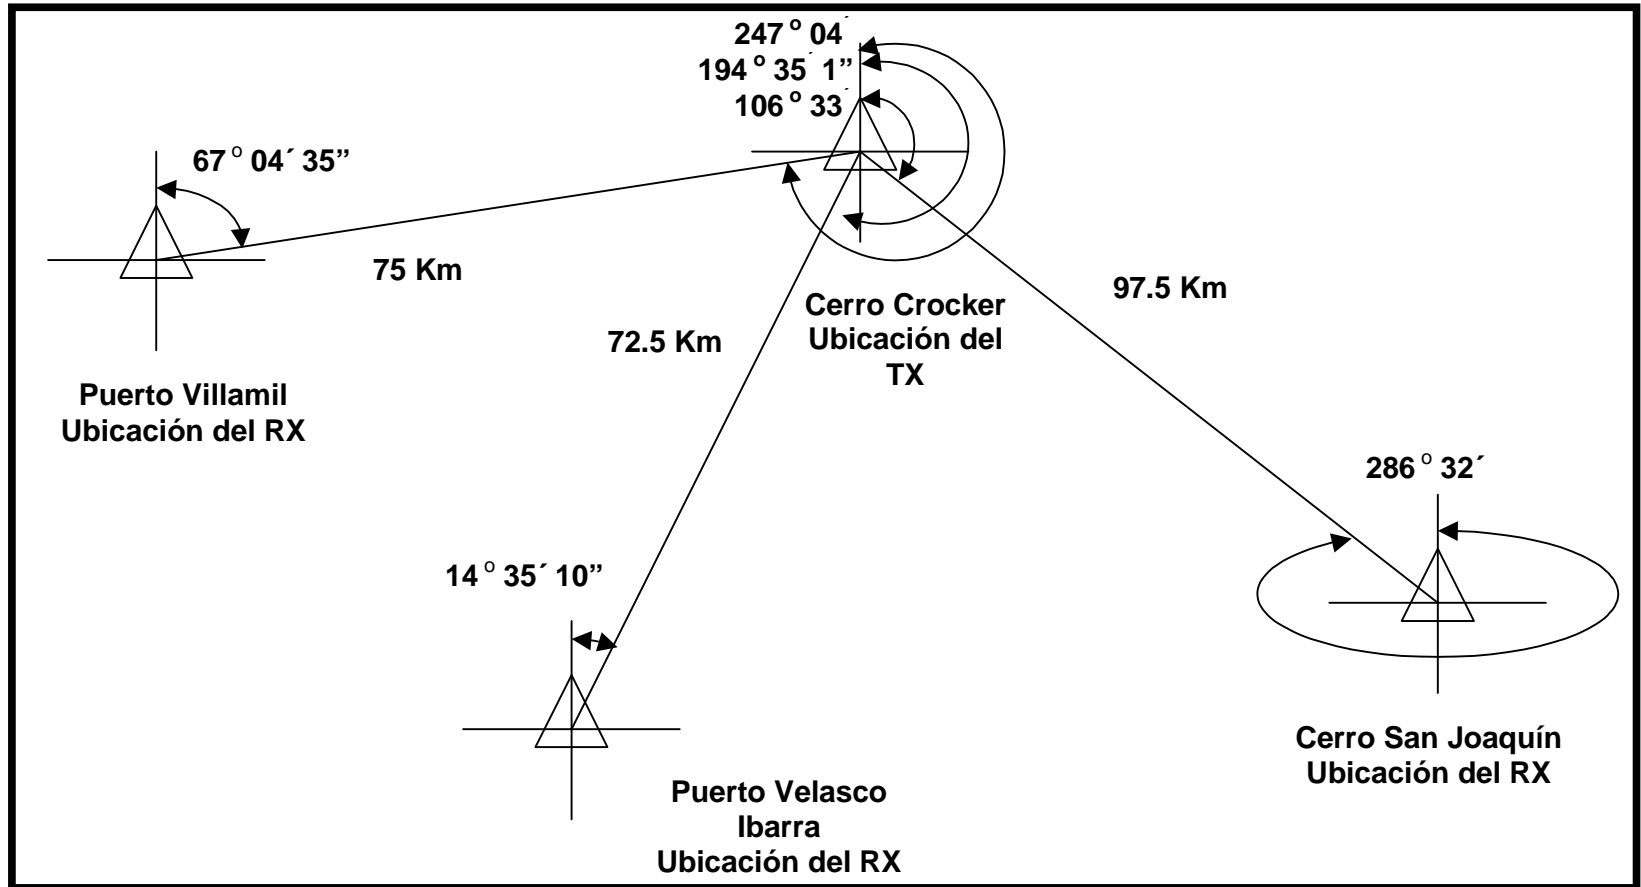 247 º 04´
194 º 35´ 1”
106 º 33´
67 º 04´ 35”
75 Km
72.5 Km
97.5 Km
Cerro Crocker
Ubicación del
TX
Puerto Villamil
Ubicación del RX
286 º 32´
14 º 35´ 10”
Cerro San Joaquín
Ubicación del RX
Puerto Velasco
Ibarra
Ubicación del RX